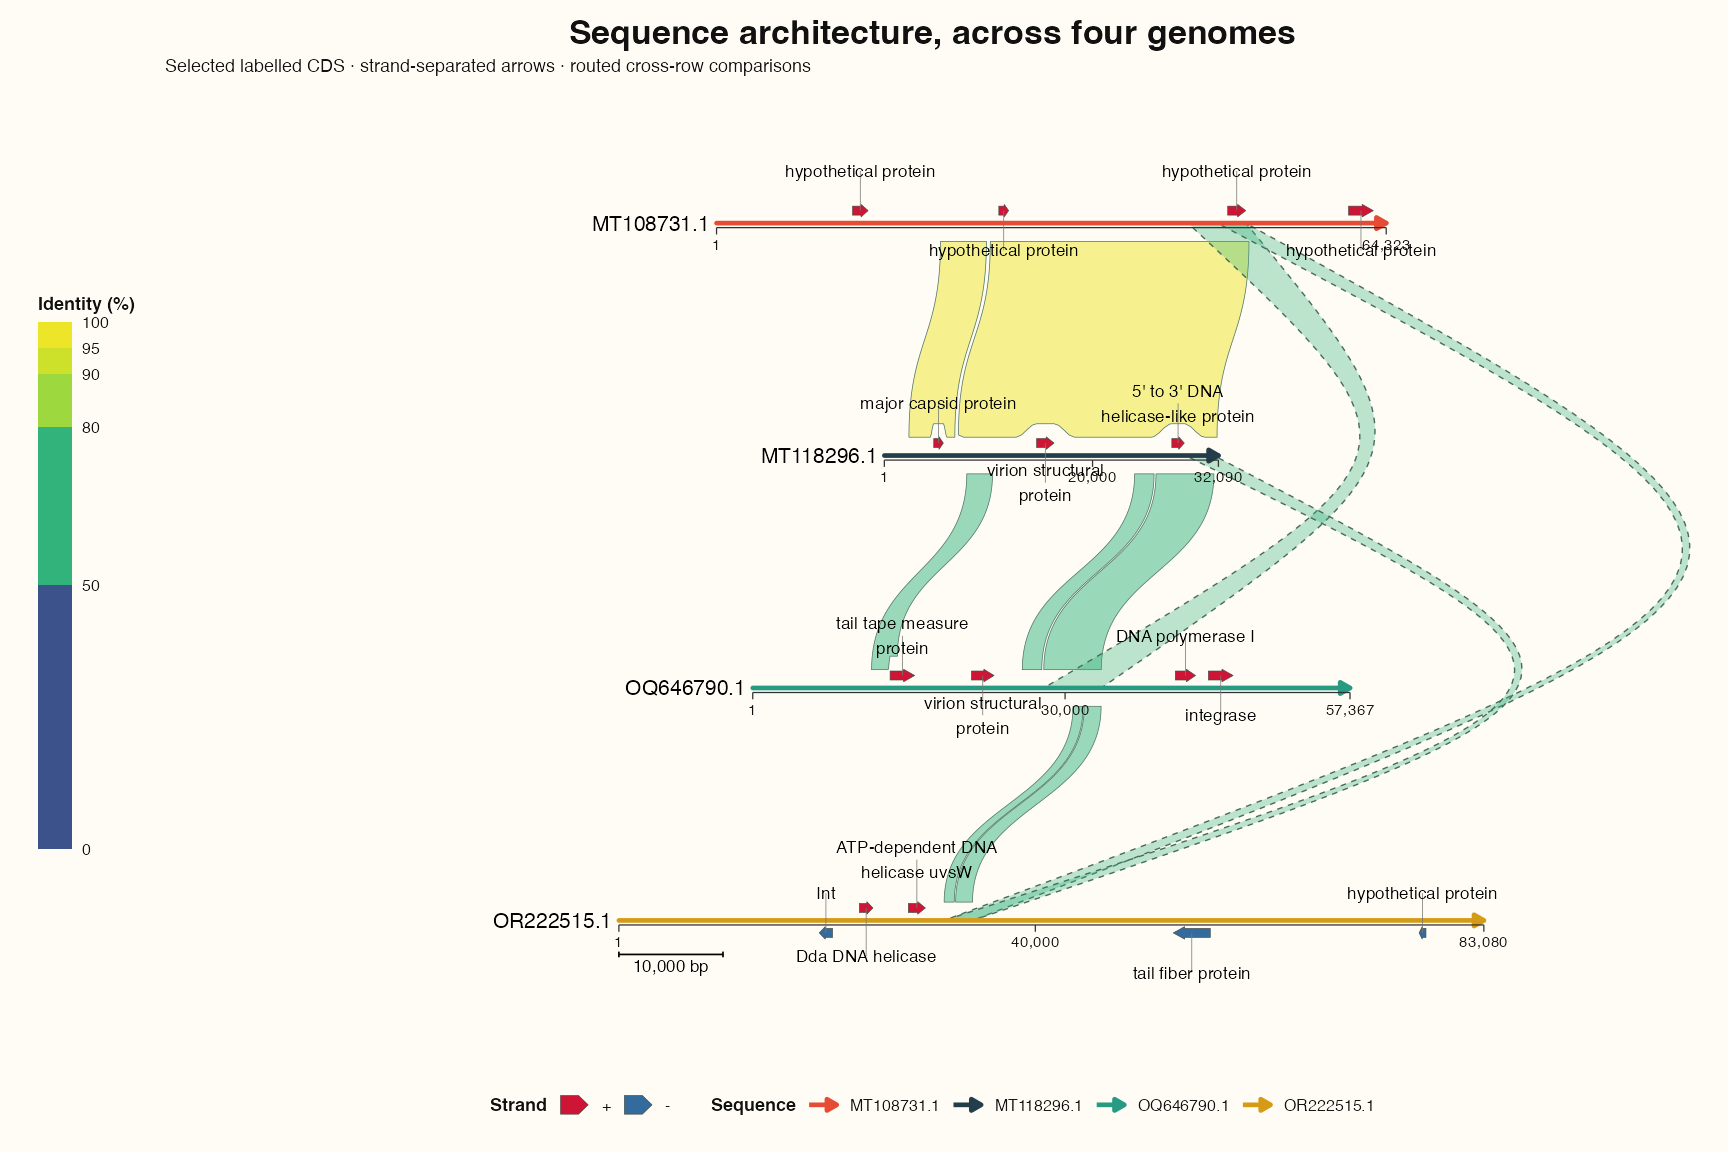 Sequence architecture, across four genomes
Selected labelled CDS · strand-separated arrows · routed cross-row comparisons
hypothetical protein
hypothetical protein
MT108731.1
1
64,323
hypothetical protein
hypothetical protein
Identity (%)
100
95
90
80
50
0
5' to 3' DNA
helicase-like protein
major capsid protein
MT118296.1
1
20,000
32,090
virion structural
protein
tail tape measure
protein
DNA polymerase I
OQ646790.1
1
30,000
57,367
virion structural
protein
integrase
ATP-dependent DNA
helicase uvsW
Int
hypothetical protein
OR222515.1
1
40,000
83,080
10,000 bp
Dda DNA helicase
tail fiber protein
Strand + - Sequence MT108731.1 MT118296.1 OQ646790.1 OR222515.1